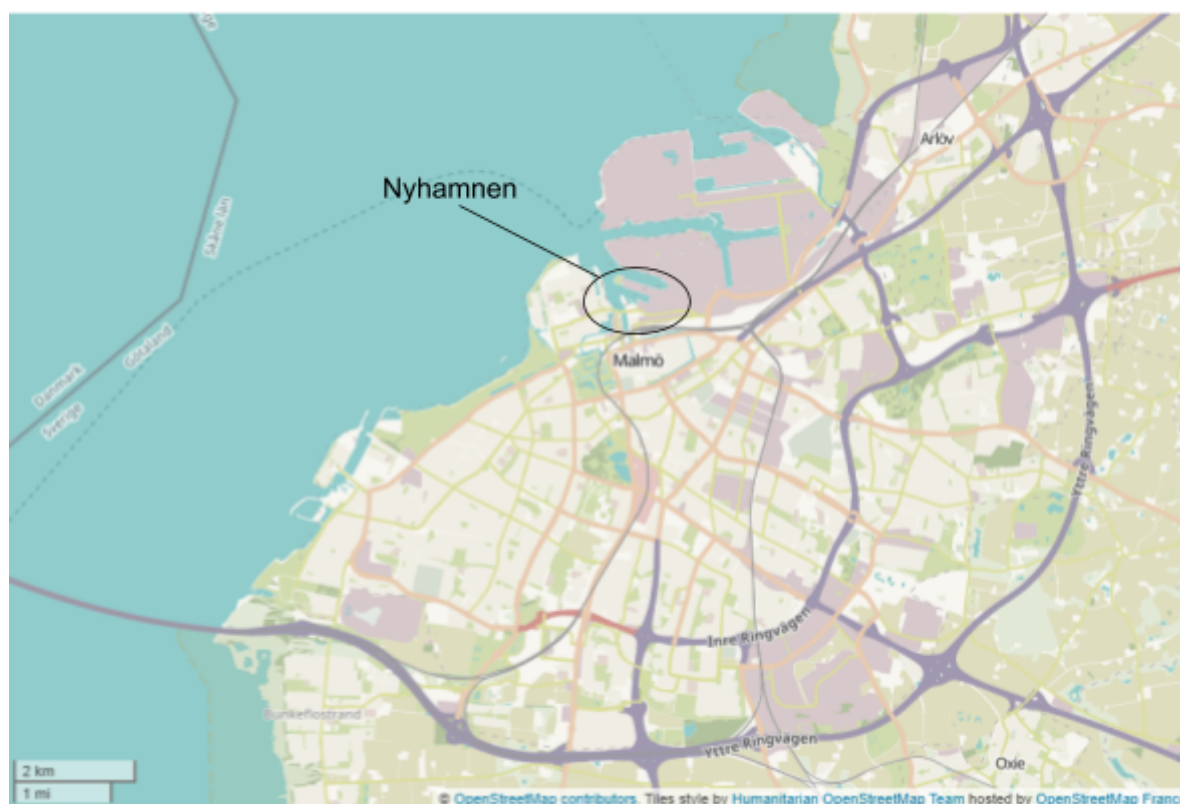 Arlöv
Nyhamnen
Skåne län
Götaland
Malmö
Danmark
Sverige
Yttre Ringvägen
Inre Ringvägen
Bunkeflostrand
Yttre Ringvägen
Oxie
2 km
1 mi
© OpenStreetMap contributors. Tiles style by Humanitarian OpenStreetMap Team hosted by OpenStreetMap Franc